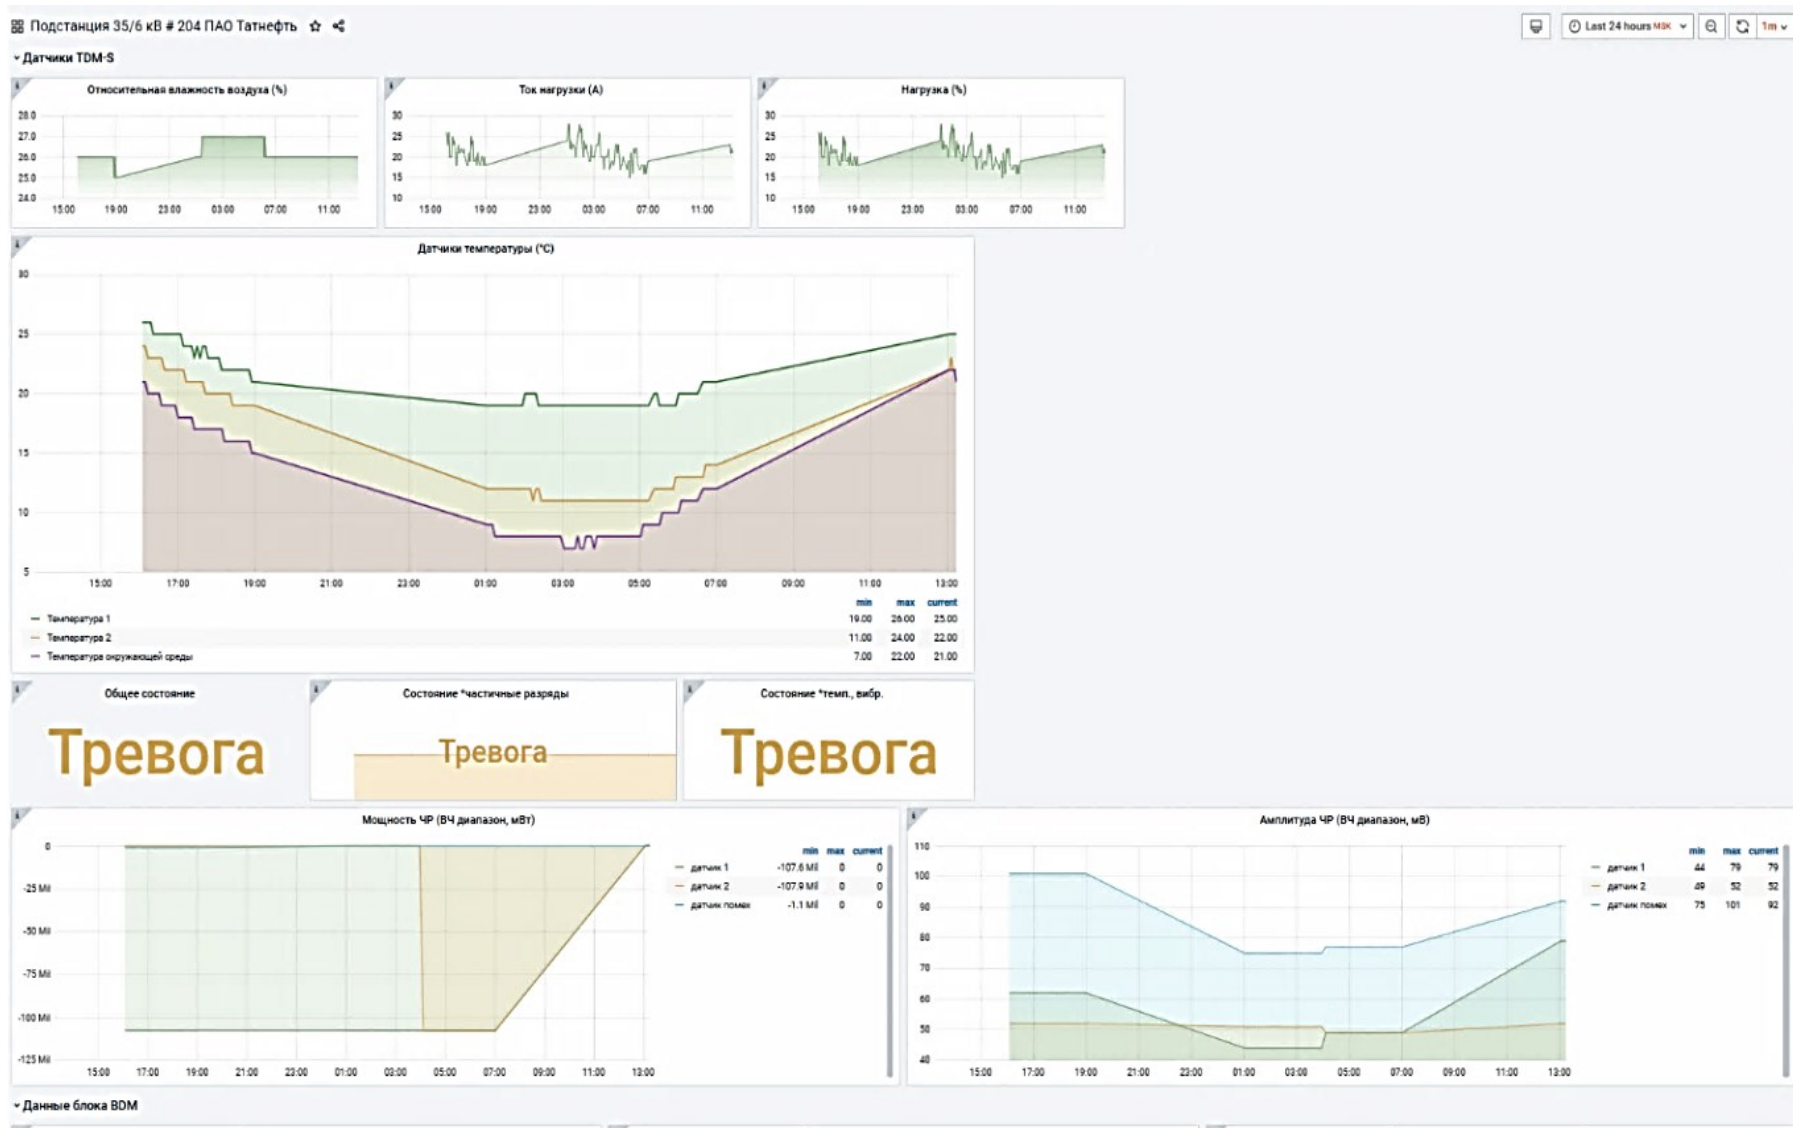 Подстанция 35/6 кВ # 204 ПАО Татнефть
Last 24 hours MSK
1m
Датчики TDM-S
Относительная влажность воздуха (%)
28.0
27.0
26.0
25.0
24.0
15:00 19:00 23:00 03:00 07:00 11:00
Ток нагрузки (А)
30
25
20
15
10
15:00 19:00 23:00 03:00 07:00 11:00
Нагрузка (%)
30
25
20
15
10
15:00 19:00 23:00 03:00 07:00 11:00
Датчики температуры (°C)
30
25
20
15
10
5
15:00 17:00 19:00 21:00 23:00 01:00 03:00 05:00 07:00 09:00 11:00 13:00
min max current
Температура 1 19.00 26.00 25.00
Температура 2 11.00 24.00 22.00
Температура окружающей среды 7.00 22.00 21.00
Общее состояние
Тревога
Состояние *частичные разряды
Тревога
Состояние *темп., вибр.
Тревога
Мощность ЧР (ВЧ диапазон, мВт)
0
-25 Mil
-50 Mil
-75 Mil
-100 Mil
-125 Mil
15:00 17:00 19:00 21:00 23:00 01:00 03:00 05:00 07:00 09:00 11:00 13:00
min max current
датчик 1 -107.6 Mil 0 0
датчик 2 -107.9 Mil 0 0
датчик помех -1.1 Mil 0 0
Амплитуда ЧР (ВЧ диапазон, мВ)
110
100
90
80
70
60
50
40
15:00 17:00 19:00 21:00 23:00 01:00 03:00 05:00 07:00 09:00 11:00 13:00
min max current
датчик 1 44 79 79
датчик 2 49 52 52
датчик помех 75 101 92
Данные блока BDM